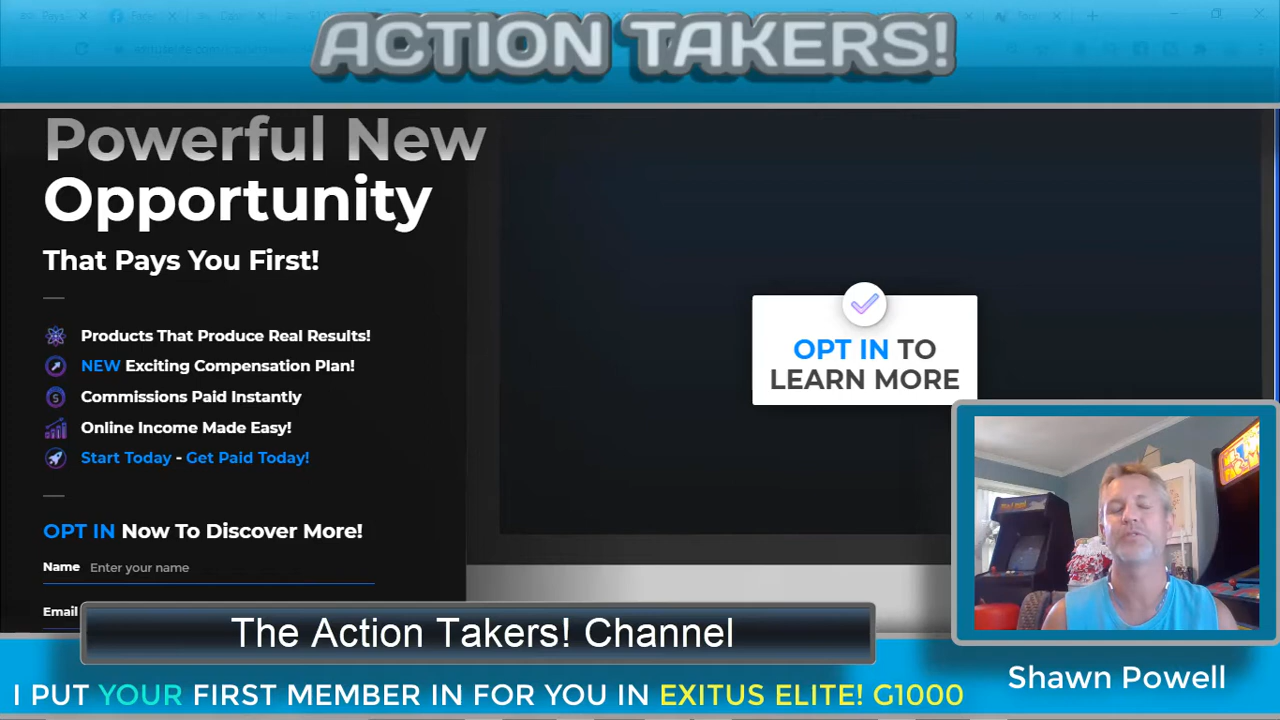 ACTION TAKERS!
Powerful New
Opportunity
That Pays You First!
Products That Produce Real Results!
NEW Exciting Compensation Plan!
Commissions Paid Instantly
Online Income Made Easy!
Start Today - Get Paid Today!
OPT IN Now To Discover More!
Name Enter your name
Email
OPT IN TO
LEARN MORE
The Action Takers! Channel
Shawn Powell
I PUT YOUR FIRST MEMBER IN FOR YOU IN EXITUS ELITE! G1000